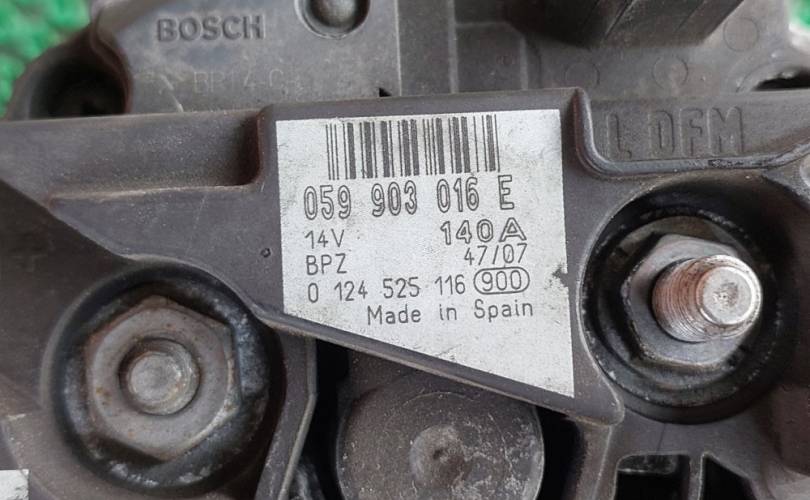 BOSCH
L DFM
059 903 016 E
14V 140A
BPZ 47/07
0 124 525 116 900
Made in Spain